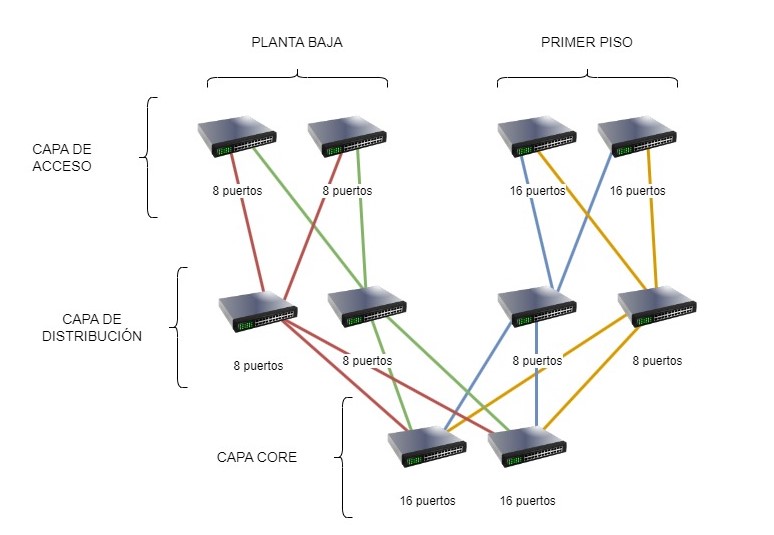 PLANTA BAJA
PRIMER PISO
CAPA DE
ACCESO
8 puertos
8 puertos
16 puertos
16 puertos
CAPA DE
DISTRIBUCIÓN
8 puertos
8 puertos
8 puertos
8 puertos
CAPA CORE
16 puertos
16 puertos